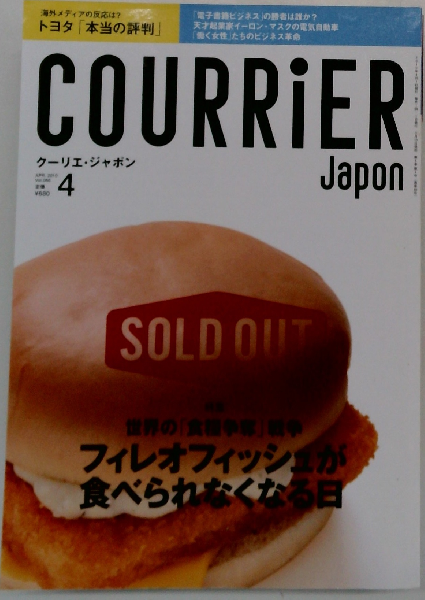 海外メディアの反応は？
トヨタ「本当の評判」
「電子書籍ビジネス」の勝者は誰か？
天才起業家イーロン・マスクの電気自動車
「働く女性」たちのビジネス革命
COURRiER
Japon
クーリエ・ジャポン
APR. 2010
定価
¥680
4
SOLD OUT
世界の「食糧争奪」戦争
フィレオフィッシュが
食べられなくなる日